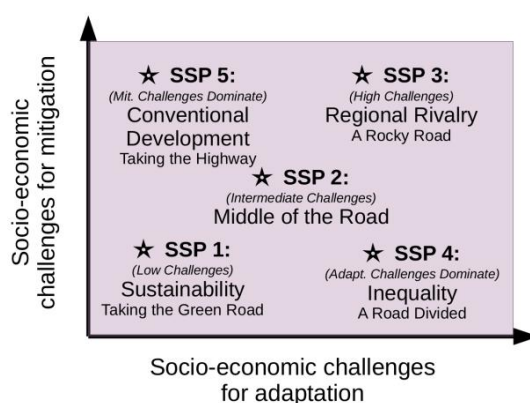 Socio-economic
challenges for mitigation
SSP 5:
(Mit. Challenges Dominate)
Conventional
Development
Taking the Highway
SSP 3:
(High Challenges)
Regional Rivalry
A Rocky Road
SSP 2:
(Intermediate Challenges)
Middle of the Road
SSP 1:
(Low Challenges)
Sustainability
Taking the Green Road
SSP 4:
(Adapt. Challenges Dominate)
Inequality
A Road Divided
Socio-economic challenges
for adaptation